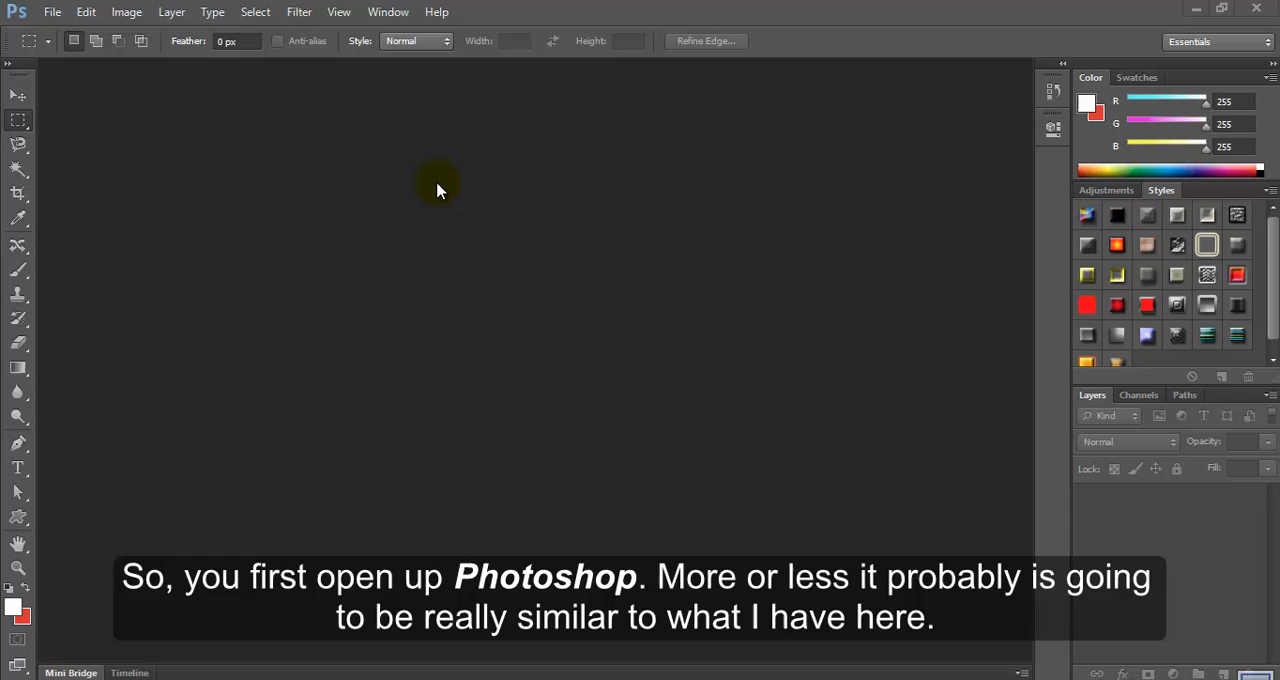 Ps File Edit Image Layer Type Select Filter View Window Help
Feather: 0 px Anti-alias Style: Normal Width: Height: Refine Edge... Essentials
Color Swatches
R 255
G 255
B 255
Adjustments Styles
Layers Channels Paths
Kind
Normal Opacity:
Lock: Fill:
So, you first open up Photoshop. More or less it probably is going
to be really similar to what I have here.
Mini Bridge Timeline